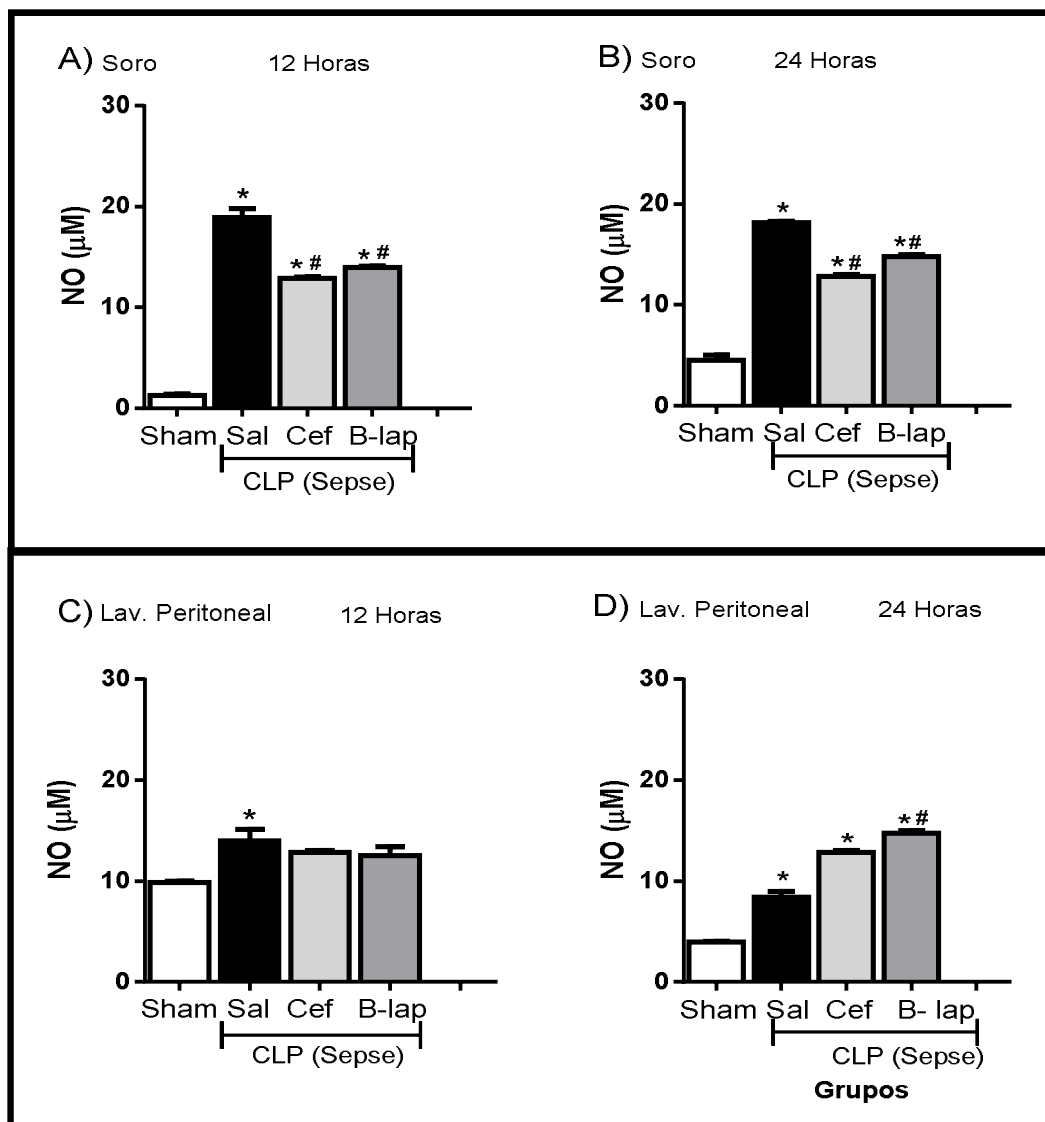 A) Soro 12 Horas
30
20
10
0
NO (μM)
*
* #
* #
Sham Sal Cef B-lap
CLP (Sepse)
B) Soro 24 Horas
30
20
10
0
NO (μM)
*
*#
*#
Sham Sal Cef B-lap
CLP (Sepse)
C) Lav. Peritoneal 12 Horas
30
20
10
0
NO (μM)
*
Sham Sal Cef B-lap
CLP (Sepse)
D) Lav. Peritoneal 24 Horas
30
20
10
0
NO (μM)
*
*
*#
Sham Sal Cef B- lap
CLP (Sepse)
Grupos